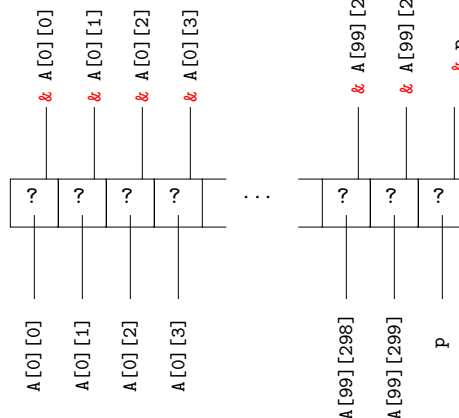 & A[0][0]
& A[0][1]
& A[0][2]
& A[0][3]
& A[99][2
& A[99][2
& p
? ? ? ? ... ? ? ?
A[0][0]
A[0][1]
A[0][2]
A[0][3]
A[99][298]
A[99][299]
p